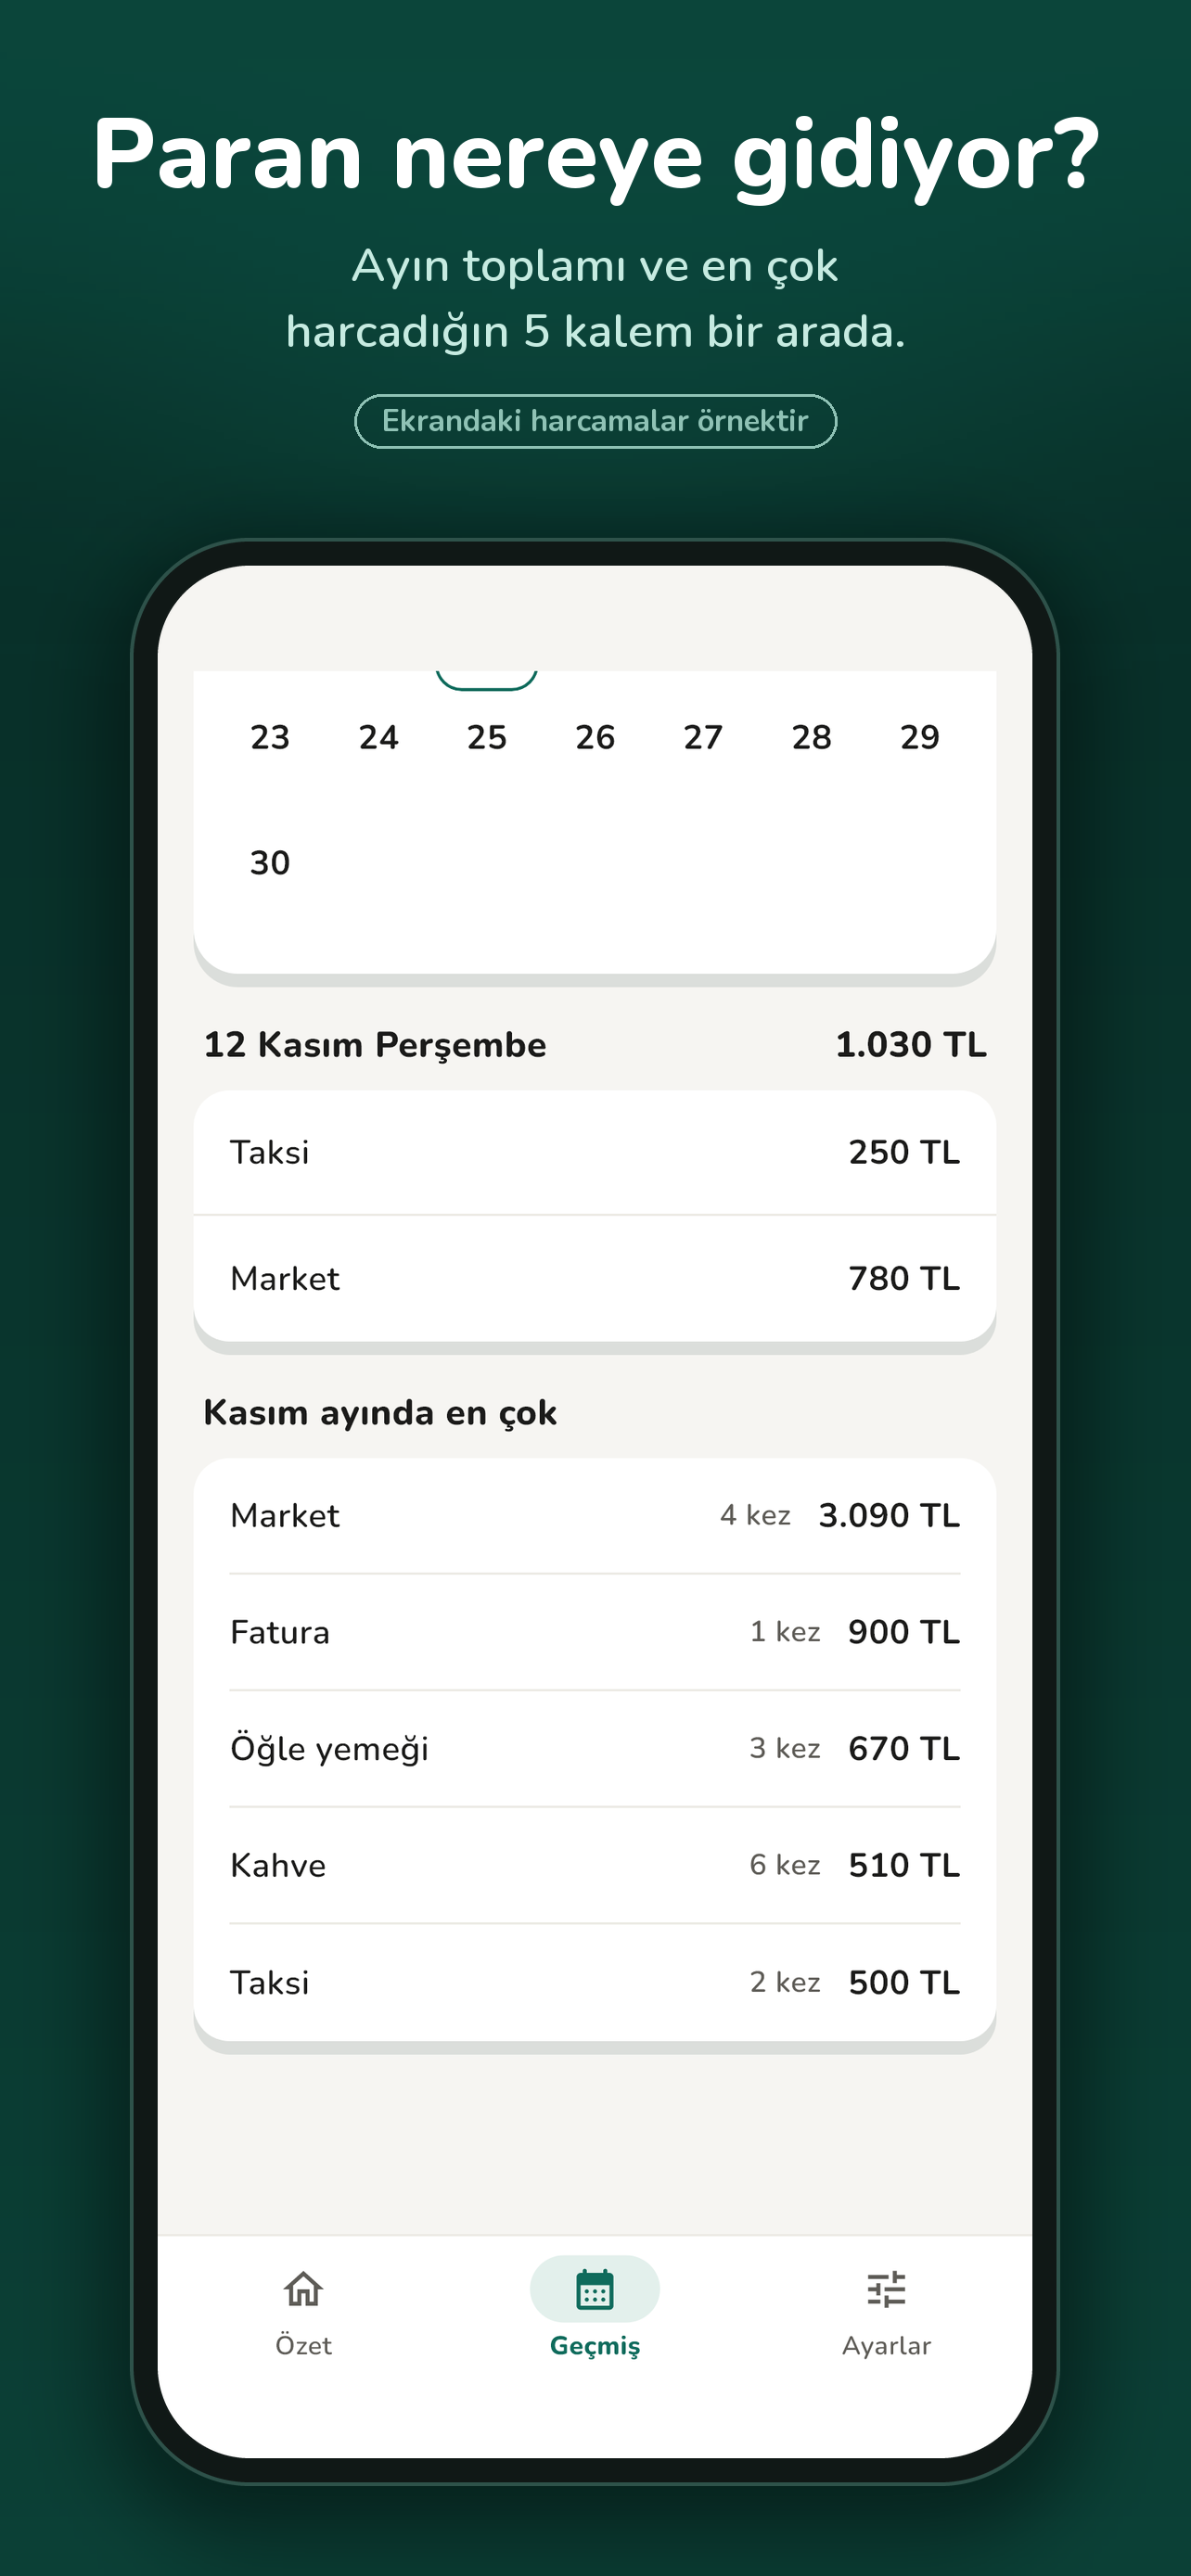 Paran nereye gidiyor?
Ayın toplamı ve en çok
harcadığın 5 kalem bir arada.
Ekrandaki harcamalar örnektir
23 24 25 26 27 28 29
30
12 Kasım Perşembe 1.030 TL
Taksi 250 TL
Market 780 TL
Kasım ayında en çok
Market 4 kez 3.090 TL
Fatura 1 kez 900 TL
Öğle yemeği 3 kez 670 TL
Kahve 6 kez 510 TL
Taksi 2 kez 500 TL
Özet Geçmiş Ayarlar